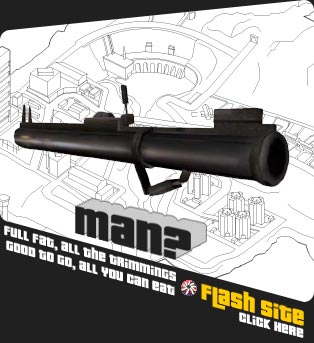 man?
FULL FAT, ALL THE TRIMMINGS
GOOD TO GO, ALL YOU CAN EAT
FLASH SITE
CLICK HERE